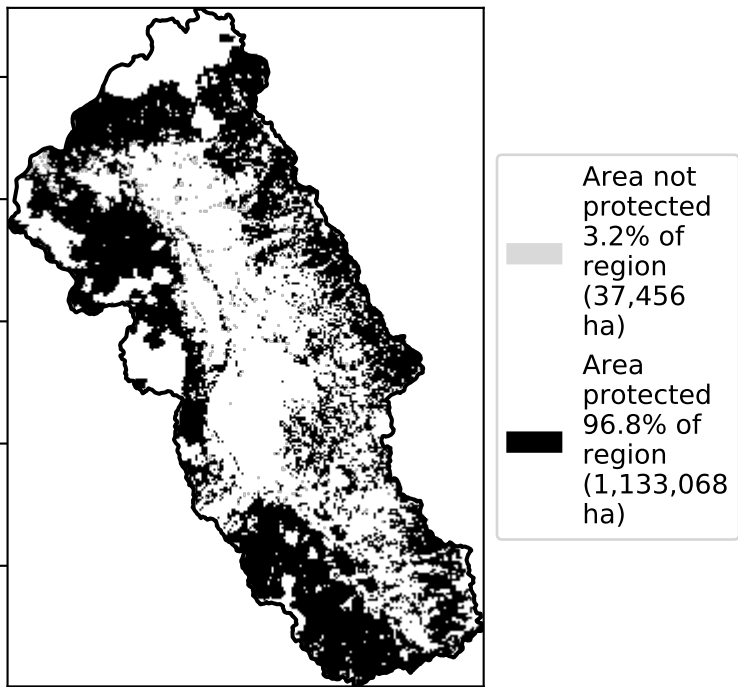 Area not
protected
3.2% of
region
(37,456
ha)
Area
protected
96.8% of
region
(1,133,068
ha)